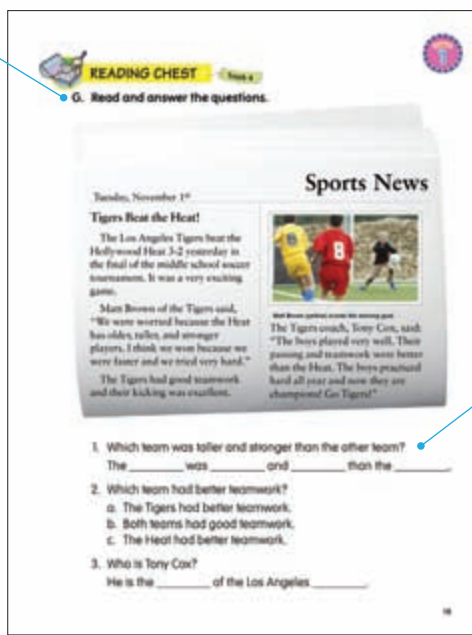 READING CHEST
G. Read and answer the questions.
Sports News
Tuesday, November 1st
Tigers Beat the Heat!
The Los Angeles Tigers beat the
Hollywood Heat 3-2 yesterday in
the final of the middle school soccer
tournament. It was a very exciting
game.
Matt Brown of the Tigers said,
"We were worried because the Heat
has older, taller, and stronger
players. I think we won because we
were faster and we tried very hard."
The Tigers had good teamwork
and their kicking was excellent.
8
Matt Brown (yellow) scores the winning goal.
The Tigers coach, Tony Cox, said:
"The boys played very well. Their
passing and teamwork were better
than the Heat. The boys practiced
hard all year and now they are
champions! Go Tigers!"
1. Which team was taller and stronger than the other team?
The ________ was ________ and ________ than the ________.
2. Which team had better teamwork?
a. The Tigers had better teamwork.
b. Both teams had good teamwork.
c. The Heat had better teamwork.
3. Who is Tony Cox?
He is the ________ of the Los Angeles ________.